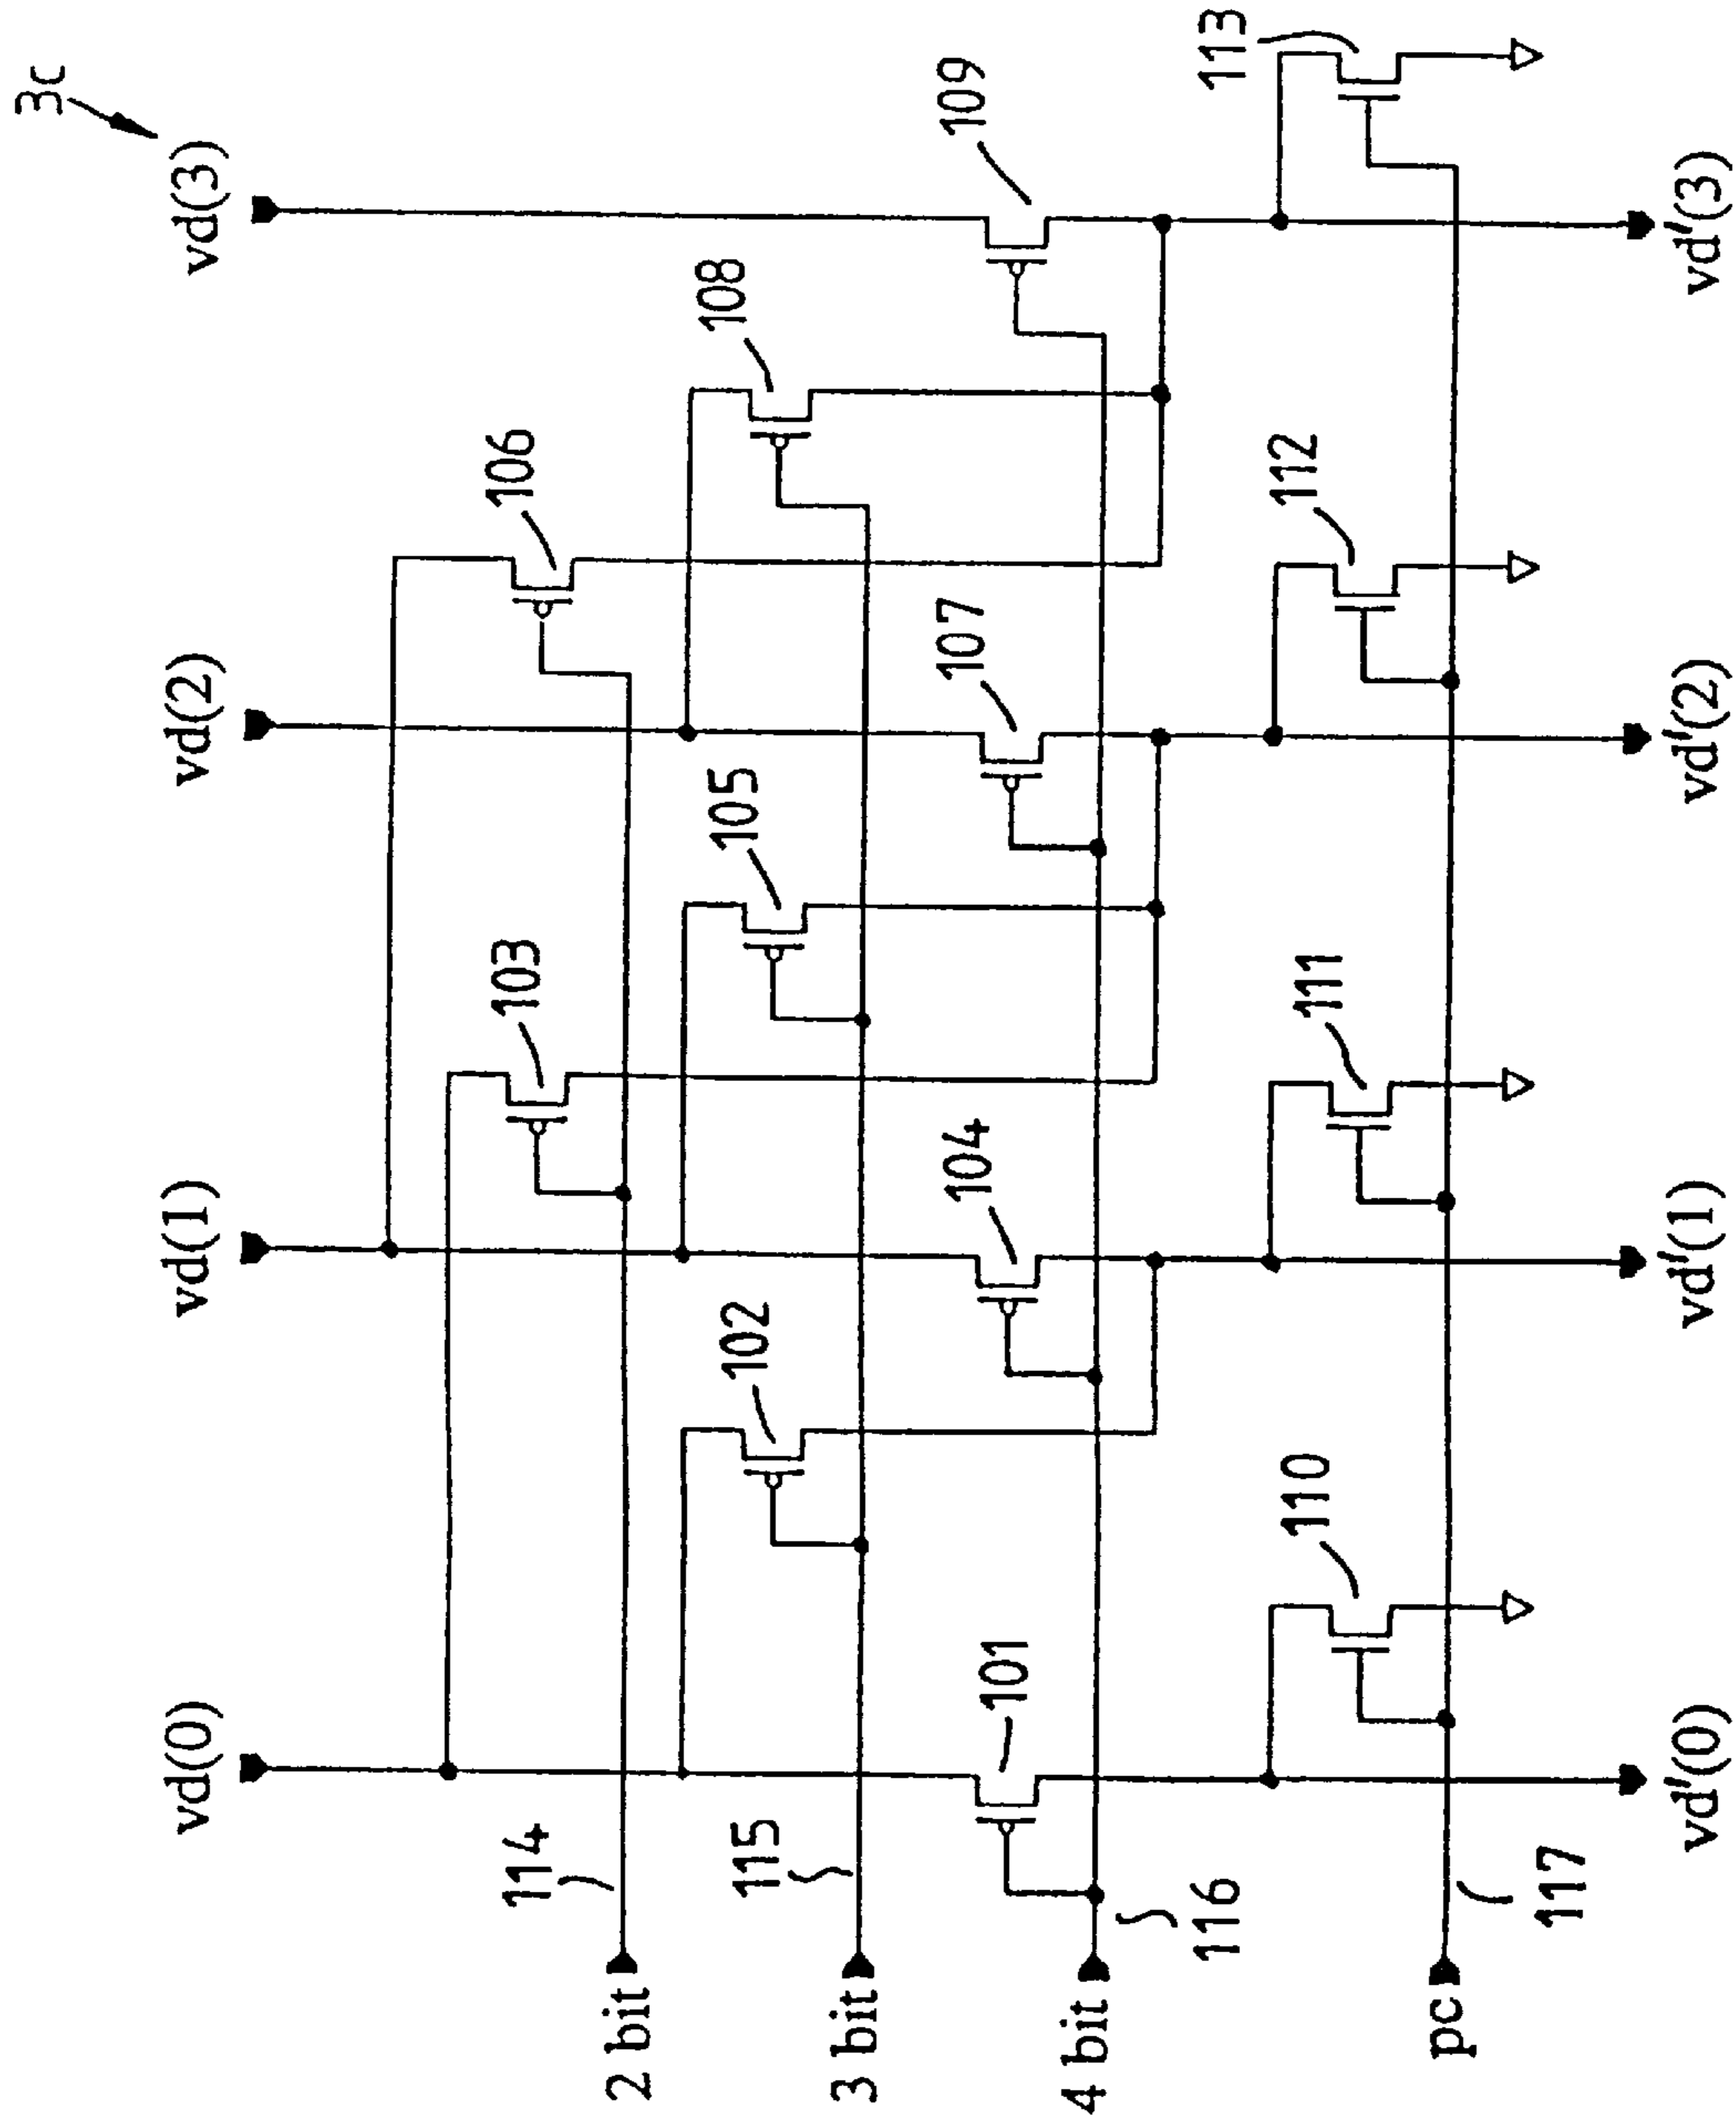 3c
vd(0)
vd(1)
vd(2)
vd(3)
106
103
108
105
102
109
107
104
101
113
112
111
110
114
115
116
117
2 bit
3 bit
4 bit
pc
vd'(0)
vd'(1)
vd'(2)
vd'(3)